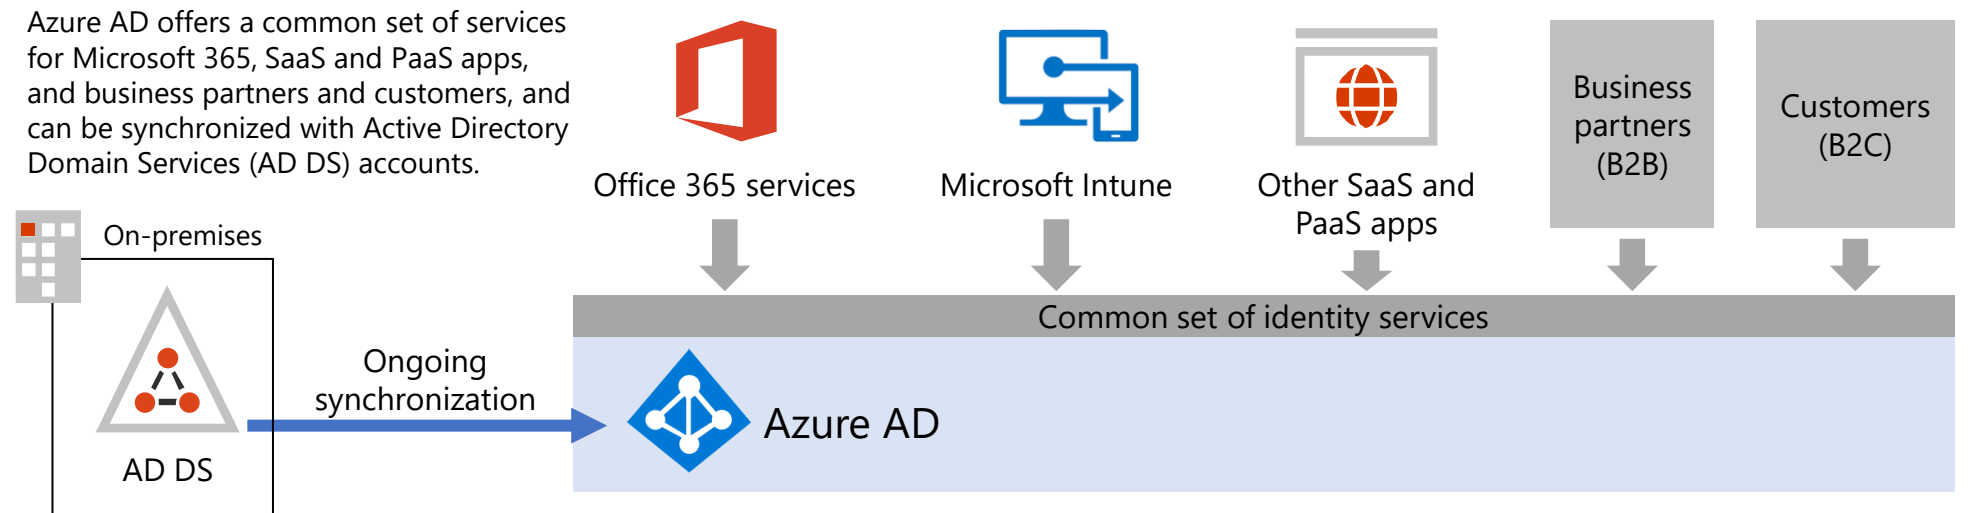 Azure AD offers a common set of services
for Microsoft 365, SaaS and PaaS apps,
and business partners and customers, and
can be synchronized with Active Directory
Domain Services (AD DS) accounts.
Office 365 services
Microsoft Intune
Other SaaS and
PaaS apps
Business
partners
(B2B)
Customers
(B2C)
On-premises
Common set of identity services
Ongoing
synchronization
Azure AD
AD DS